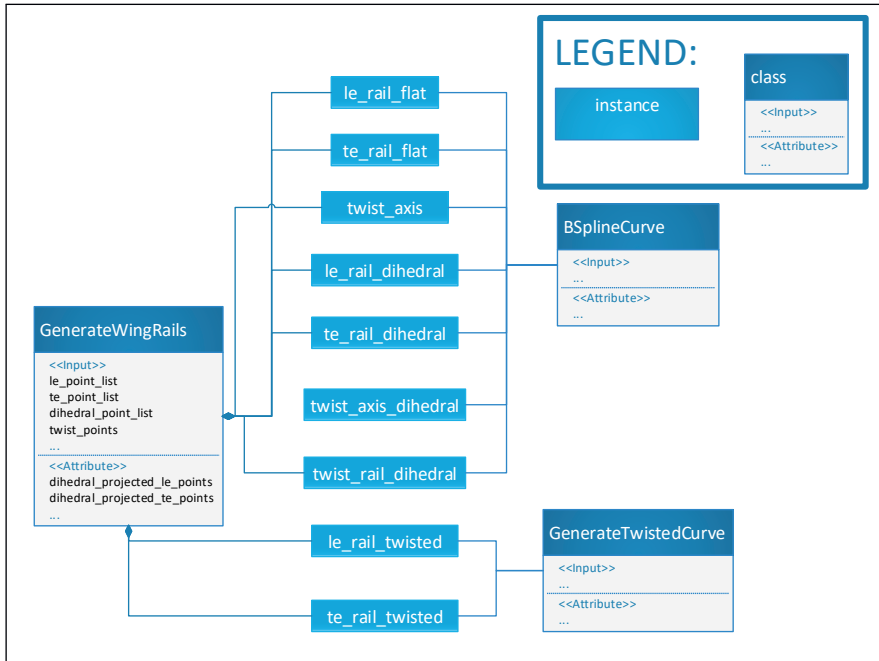 LEGEND:
instance
class
<<Input>>
...
<<Attribute>>
...
le_rail_flat
te_rail_flat
twist_axis
le_rail_dihedral
te_rail_dihedral
twist_axis_dihedral
twist_rail_dihedral
le_rail_twisted
te_rail_twisted
BSplineCurve
<<Input>>
...
<<Attribute>>
...
GenerateWingRails
<<Input>>
le_point_list
te_point_list
dihedral_point_list
twist_points
...
<<Attribute>>
dihedral_projected_le_points
dihedral_projected_te_points
...
GenerateTwistedCurve
<<Input>>
...
<<Attribute>>
...